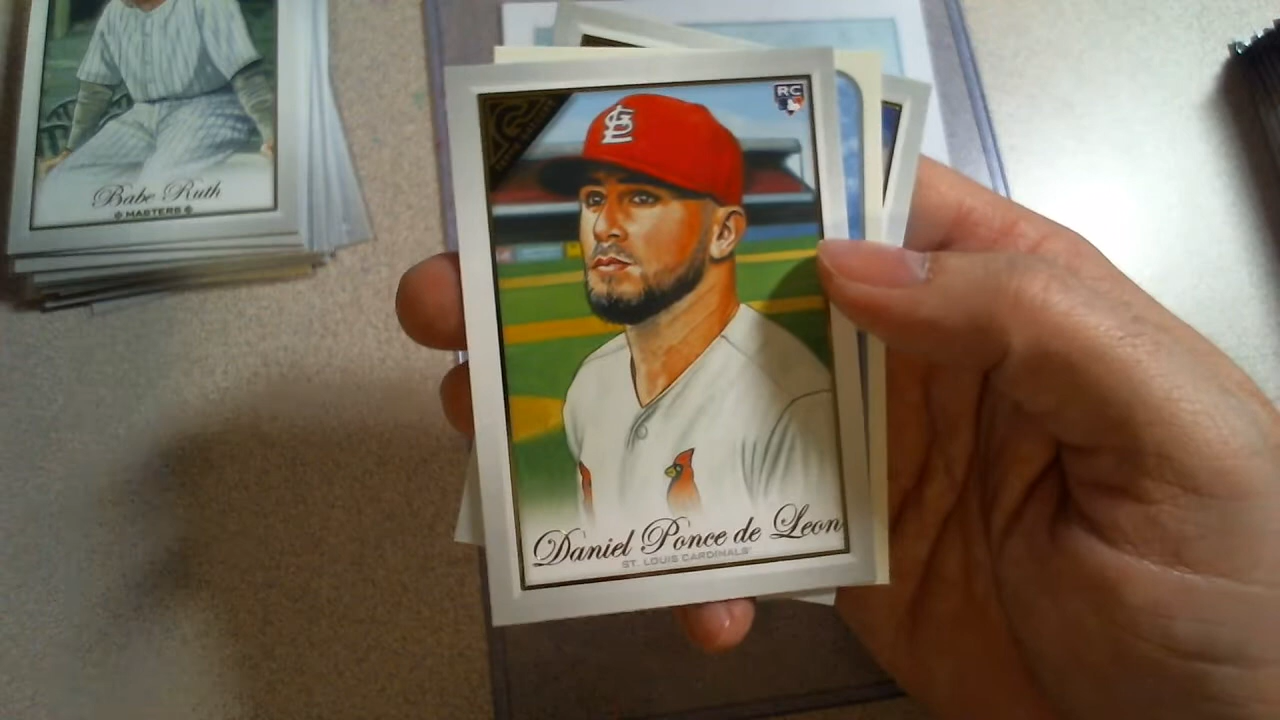 Babe Ruth
MASTERS
RC
STL
Daniel Ponce de Leon
ST. LOUIS CARDINALS